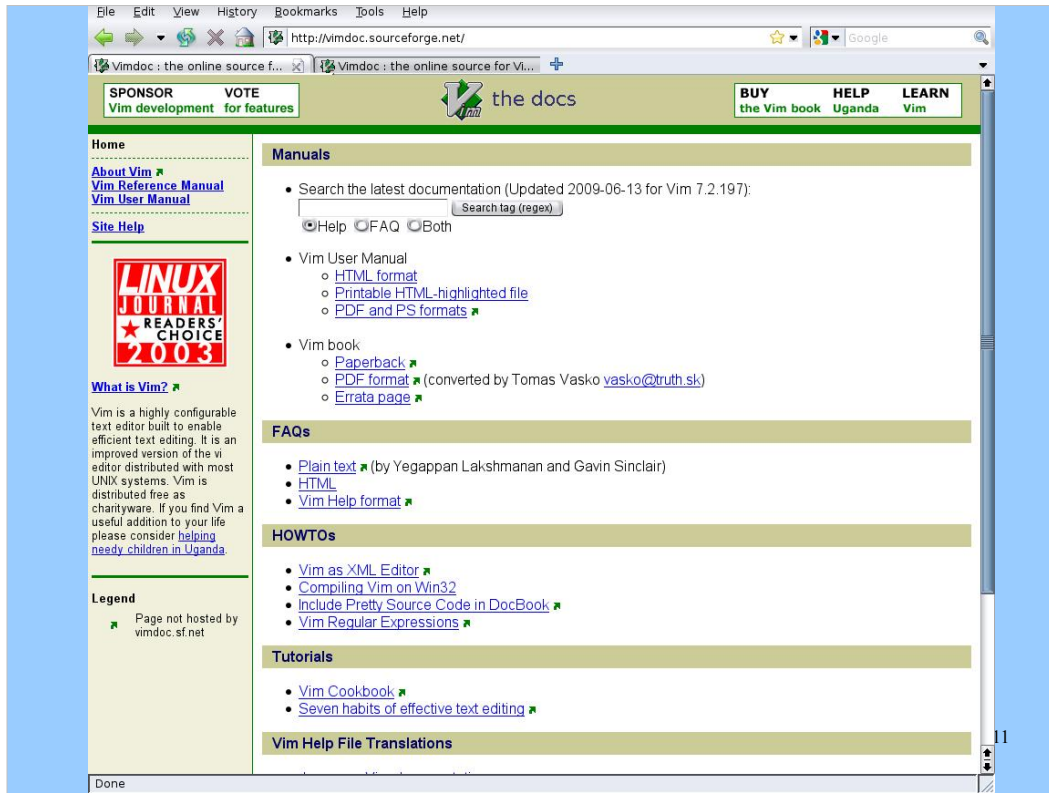 File Edit View History Bookmarks Tools Help
http://vimdoc.sourceforge.net/
Google
Vimdoc : the online source f...
Vimdoc : the online source for Vi...
SPONSOR VOTE
Vim development for features
Vim
the docs
BUY HELP LEARN
the Vim book Uganda Vim
Home
About Vim
Vim Reference Manual
Vim User Manual
Site Help
LINUX
JOURNAL
READERS'
CHOICE
2003
What is Vim?
Vim is a highly configurable
text editor built to enable
efficient text editing. It is an
improved version of the vi
editor distributed with most
UNIX systems. Vim is
distributed free as
charityware. If you find Vim a
useful addition to your life
please consider helping
needy children in Uganda.
Legend
Page not hosted by
vimdoc.sf.net
Manuals
• Search the latest documentation (Updated 2009-06-13 for Vim 7.2.197):
Search tag (regex)
Help FAQ Both
• Vim User Manual
HTML format
Printable HTML-highlighted file
PDF and PS formats
• Vim book
Paperback
PDF format (converted by Tomas Vasko vasko@truth.sk)
Errata page
FAQs
• Plain text (by Yegappan Lakshmanan and Gavin Sinclair)
• HTML
• Vim Help format
HOWTOs
• Vim as XML Editor
• Compiling Vim on Win32
• Include Pretty Source Code in DocBook
• Vim Regular Expressions
Tutorials
• Vim Cookbook
• Seven habits of effective text editing
Vim Help File Translations
11
Done